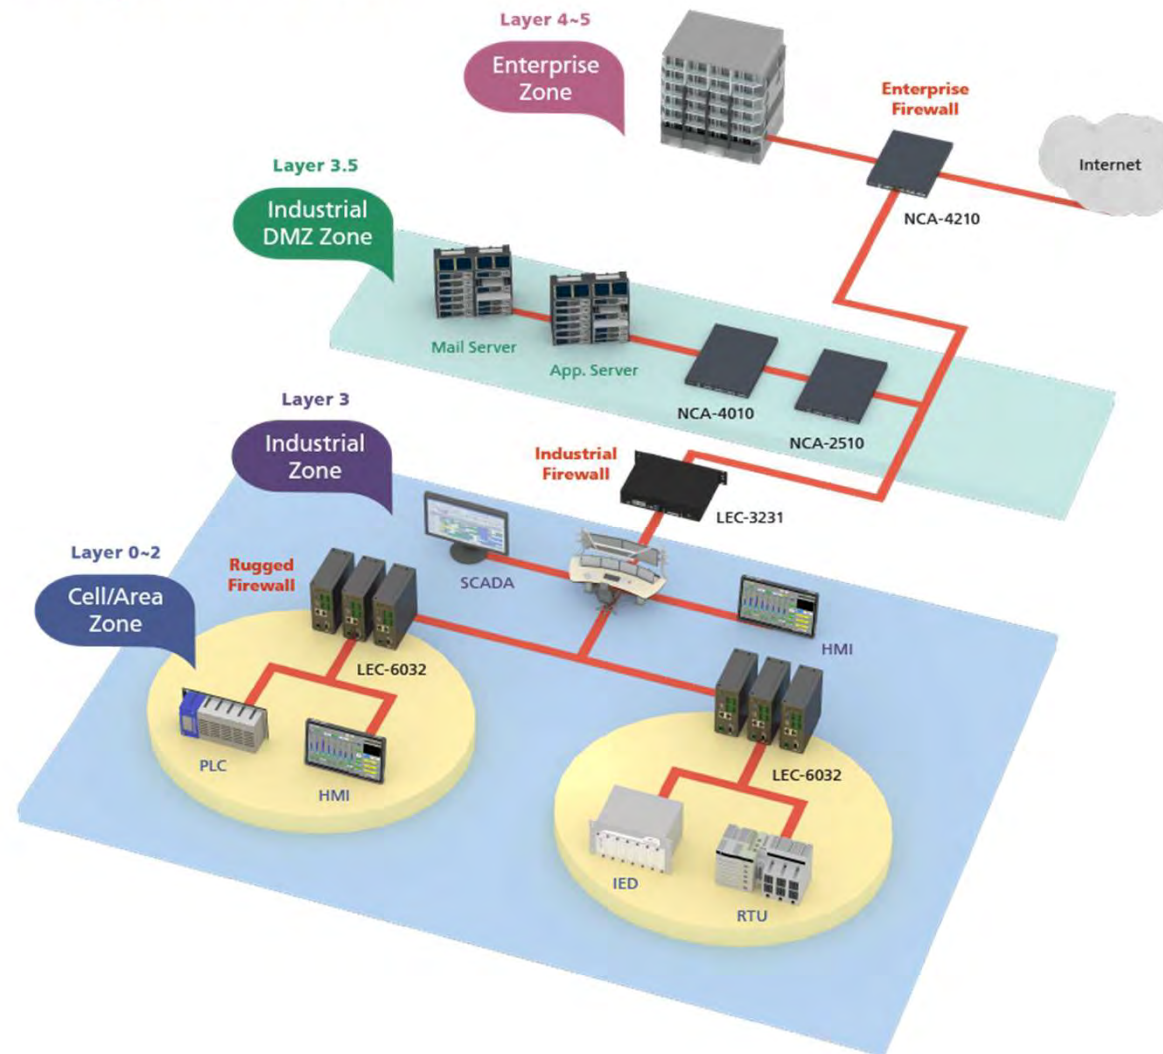 Layer 4~5
Enterprise
Zone
Enterprise
Firewall
Internet
NCA-4210
Layer 3.5
Industrial
DMZ Zone
Mail Server
App. Server
NCA-4010
NCA-2510
Layer 3
Industrial
Zone
Industrial
Firewall
LEC-3231
SCADA
HMI
Layer 0~2
Cell/Area
Zone
Rugged
Firewall
LEC-6032
PLC
HMI
LEC-6032
IED
RTU